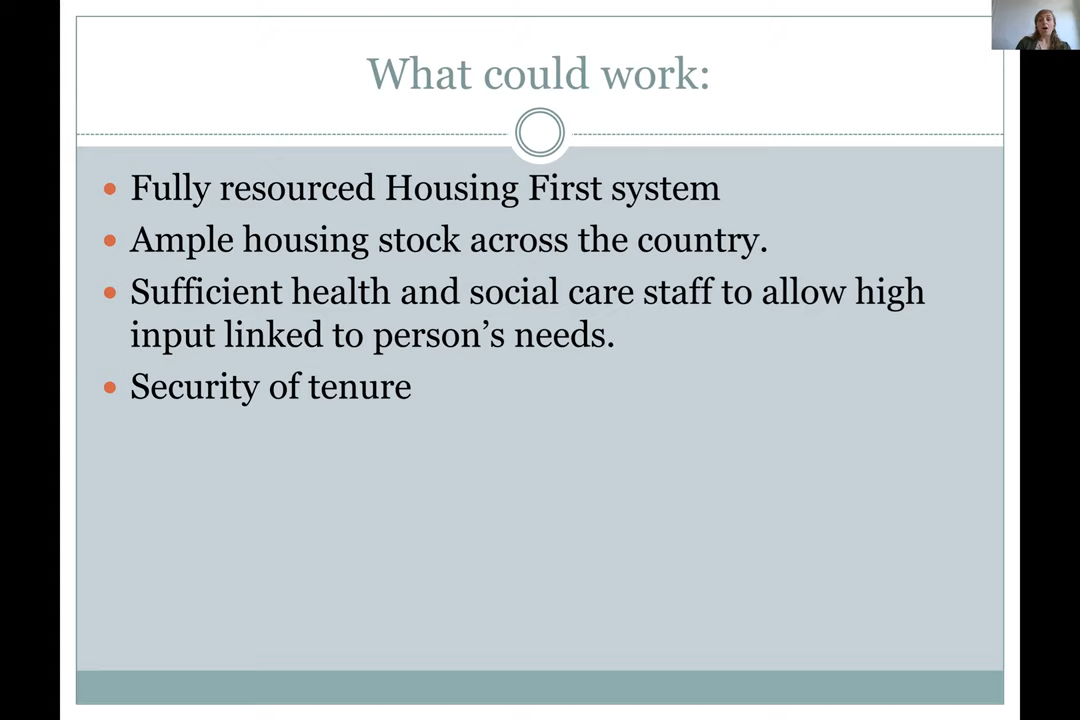 What could work:
Fully resourced Housing First system
Ample housing stock across the country.
Sufficient health and social care staff to allow high
input linked to person’s needs.
Security of tenure